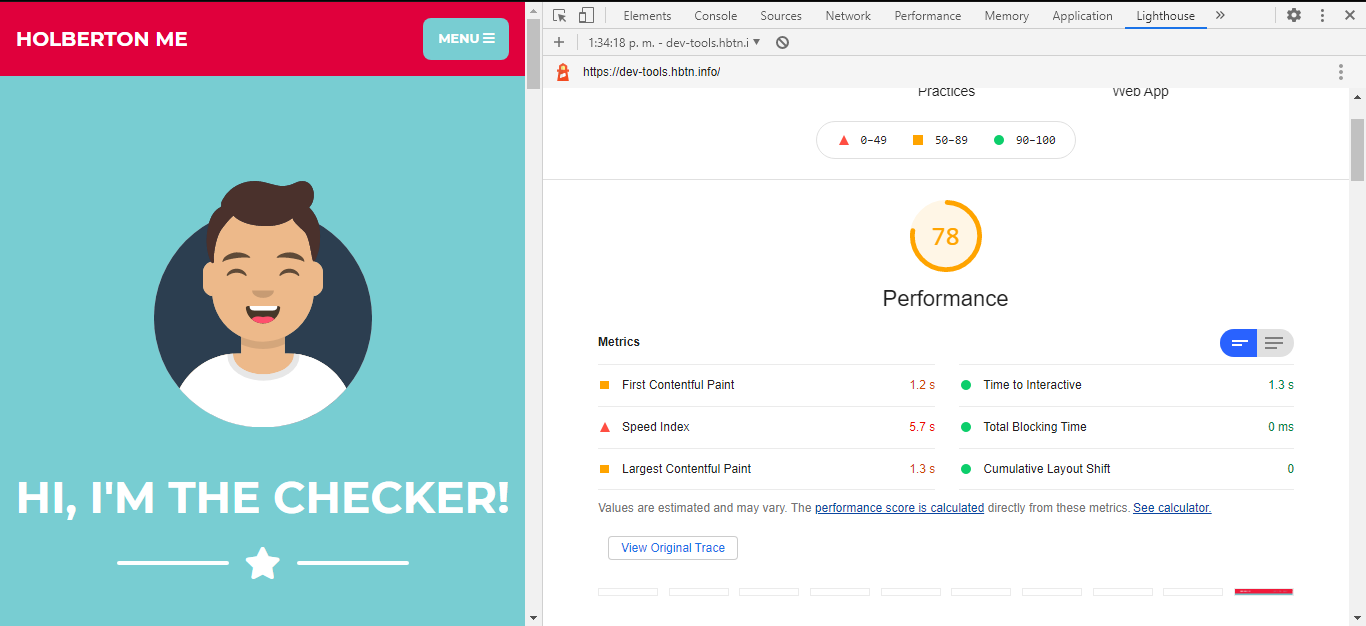 HOLBERTON ME
MENU
HI, I'M THE CHECKER!
Elements Console Sources Network Performance Memory Application Lighthouse
1:34:18 p. m. - dev-tools.hbtn.i
https://dev-tools.hbtn.info/
Practices Web App
0–49 50–89 90–100
78
Performance
Metrics
First Contentful Paint 1.2 s Time to Interactive 1.3 s
Speed Index 5.7 s Total Blocking Time 0 ms
Largest Contentful Paint 1.3 s Cumulative Layout Shift 0
Values are estimated and may vary. The performance score is calculated directly from these metrics. See calculator.
View Original Trace